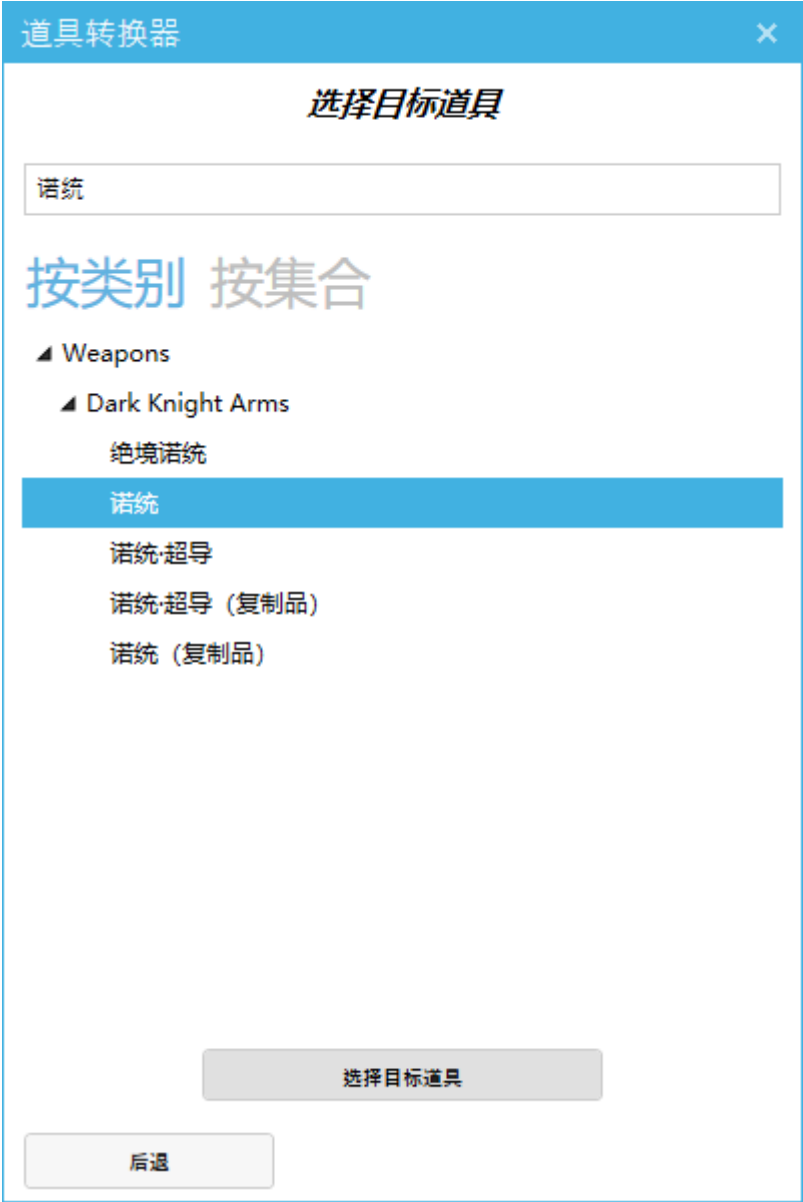 道具转换器
选择目标道具
诺统
按类别 按集合
Weapons
Dark Knight Arms
绝境诺统
诺统
诺统·超导
诺统·超导（复制品）
诺统（复制品）
选择目标道具
后退